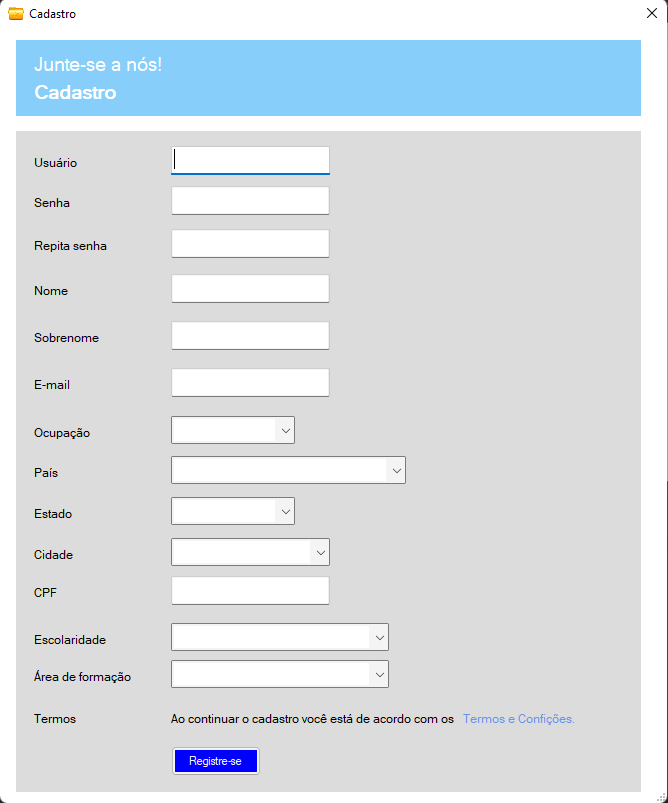 Cadastro
Junte-se a nós!
Cadastro
Usuário
Senha
Repita senha
Nome
Sobrenome
E-mail
Ocupação
País
Estado
Cidade
CPF
Escolaridade
Área de formação
Termos Ao continuar o cadastro você está de acordo com os Termos e Confições.
Registre-se